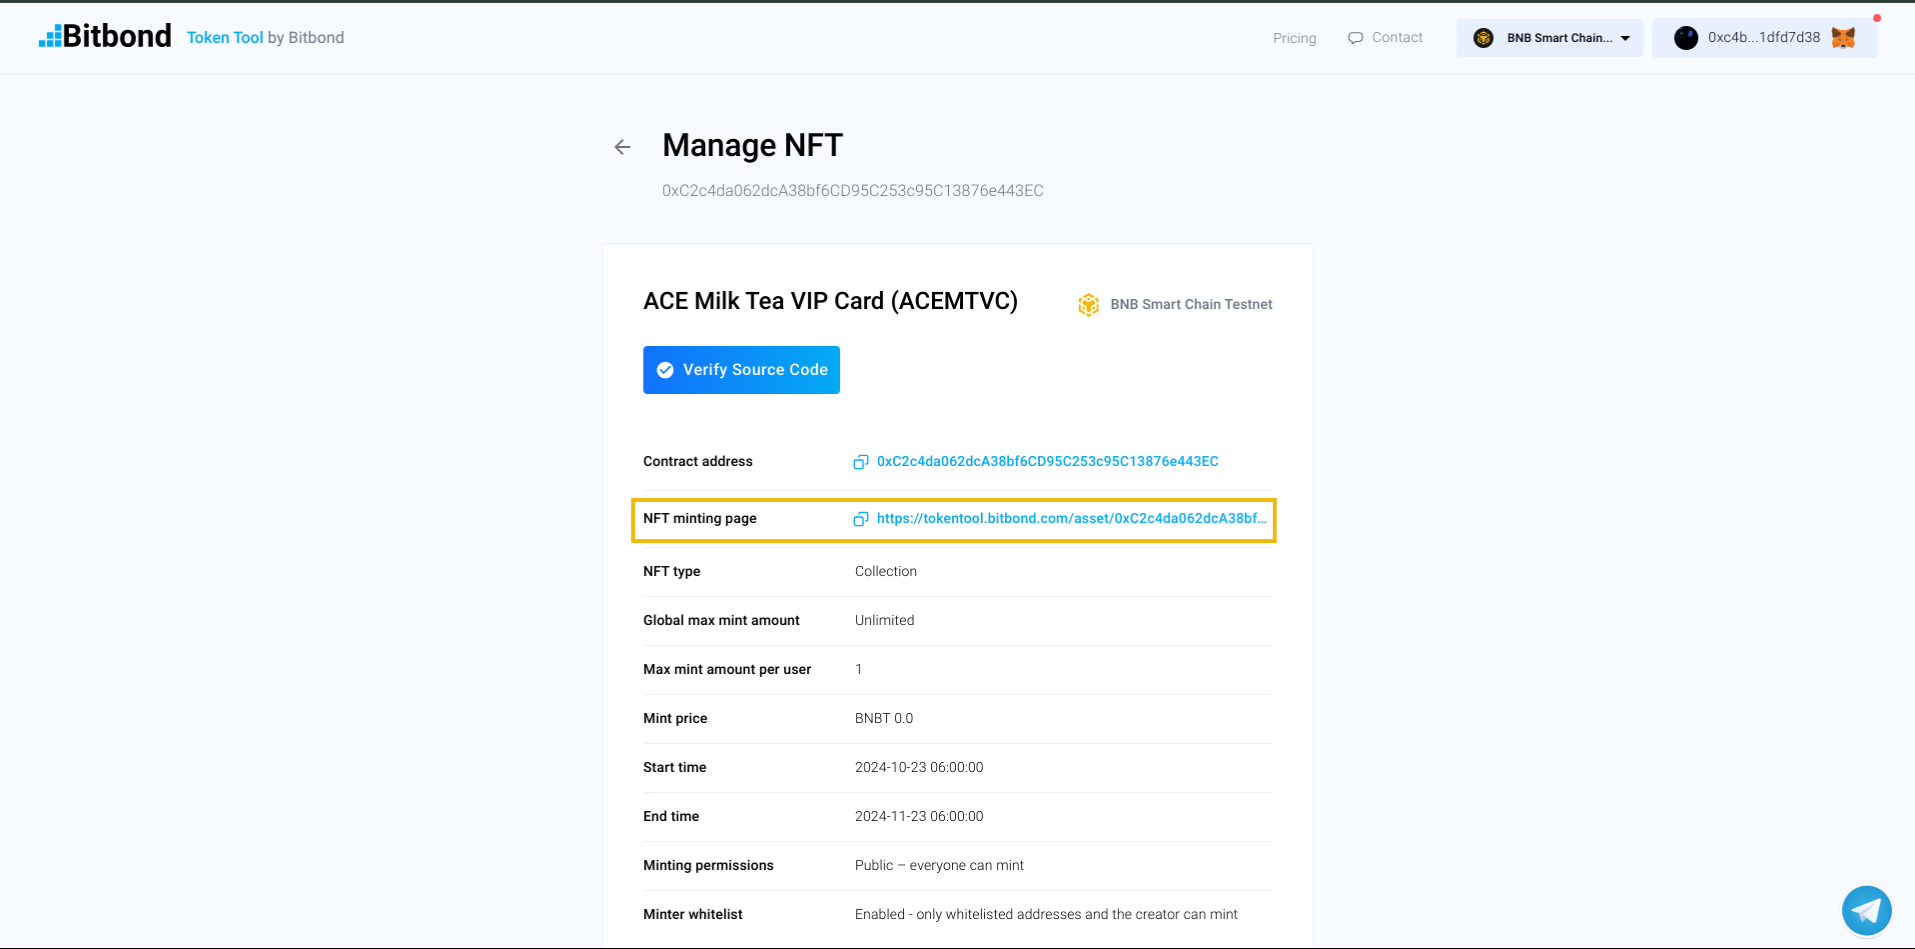 Bitbond Token Tool by Bitbond
Pricing
Contact
BNB Smart Chain...
0xc4b...1dfd7d38
Manage NFT
0xC2c4da062dcA38bf6CD95C253c95C13876e443EC
ACE Milk Tea VIP Card (ACEMTVC)
BNB Smart Chain Testnet
Verify Source Code
Contract address 0xC2c4da062dcA38bf6CD95C253c95C13876e443EC
NFT minting page https://tokentool.bitbond.com/asset/0xC2c4da062dcA38bf...
NFT type Collection
Global max mint amount Unlimited
Max mint amount per user 1
Mint price BNBT 0.0
Start time 2024-10-23 06:00:00
End time 2024-11-23 06:00:00
Minting permissions Public – everyone can mint
Minter whitelist Enabled - only whitelisted addresses and the creator can mint